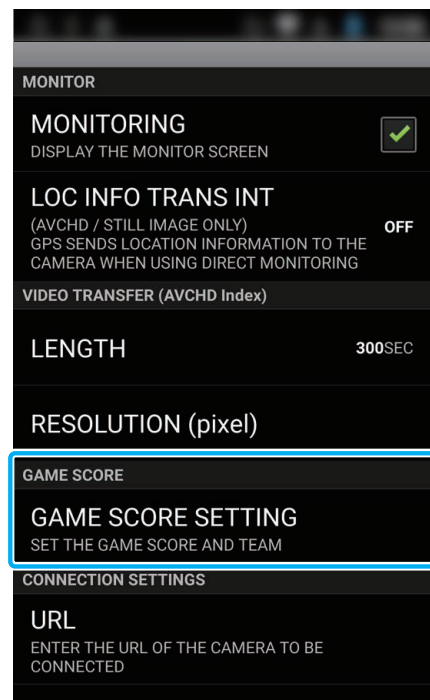 MONITOR
MONITORING
DISPLAY THE MONITOR SCREEN
LOC INFO TRANS INT
(AVCHD / STILL IMAGE ONLY)
OFF
GPS SENDS LOCATION INFORMATION TO THE
CAMERA WHEN USING DIRECT MONITORING
VIDEO TRANSFER (AVCHD Index)
LENGTH
300SEC
RESOLUTION (pixel)
GAME SCORE
GAME SCORE SETTING
SET THE GAME SCORE AND TEAM
CONNECTION SETTINGS
URL
ENTER THE URL OF THE CAMERA TO BE
CONNECTED